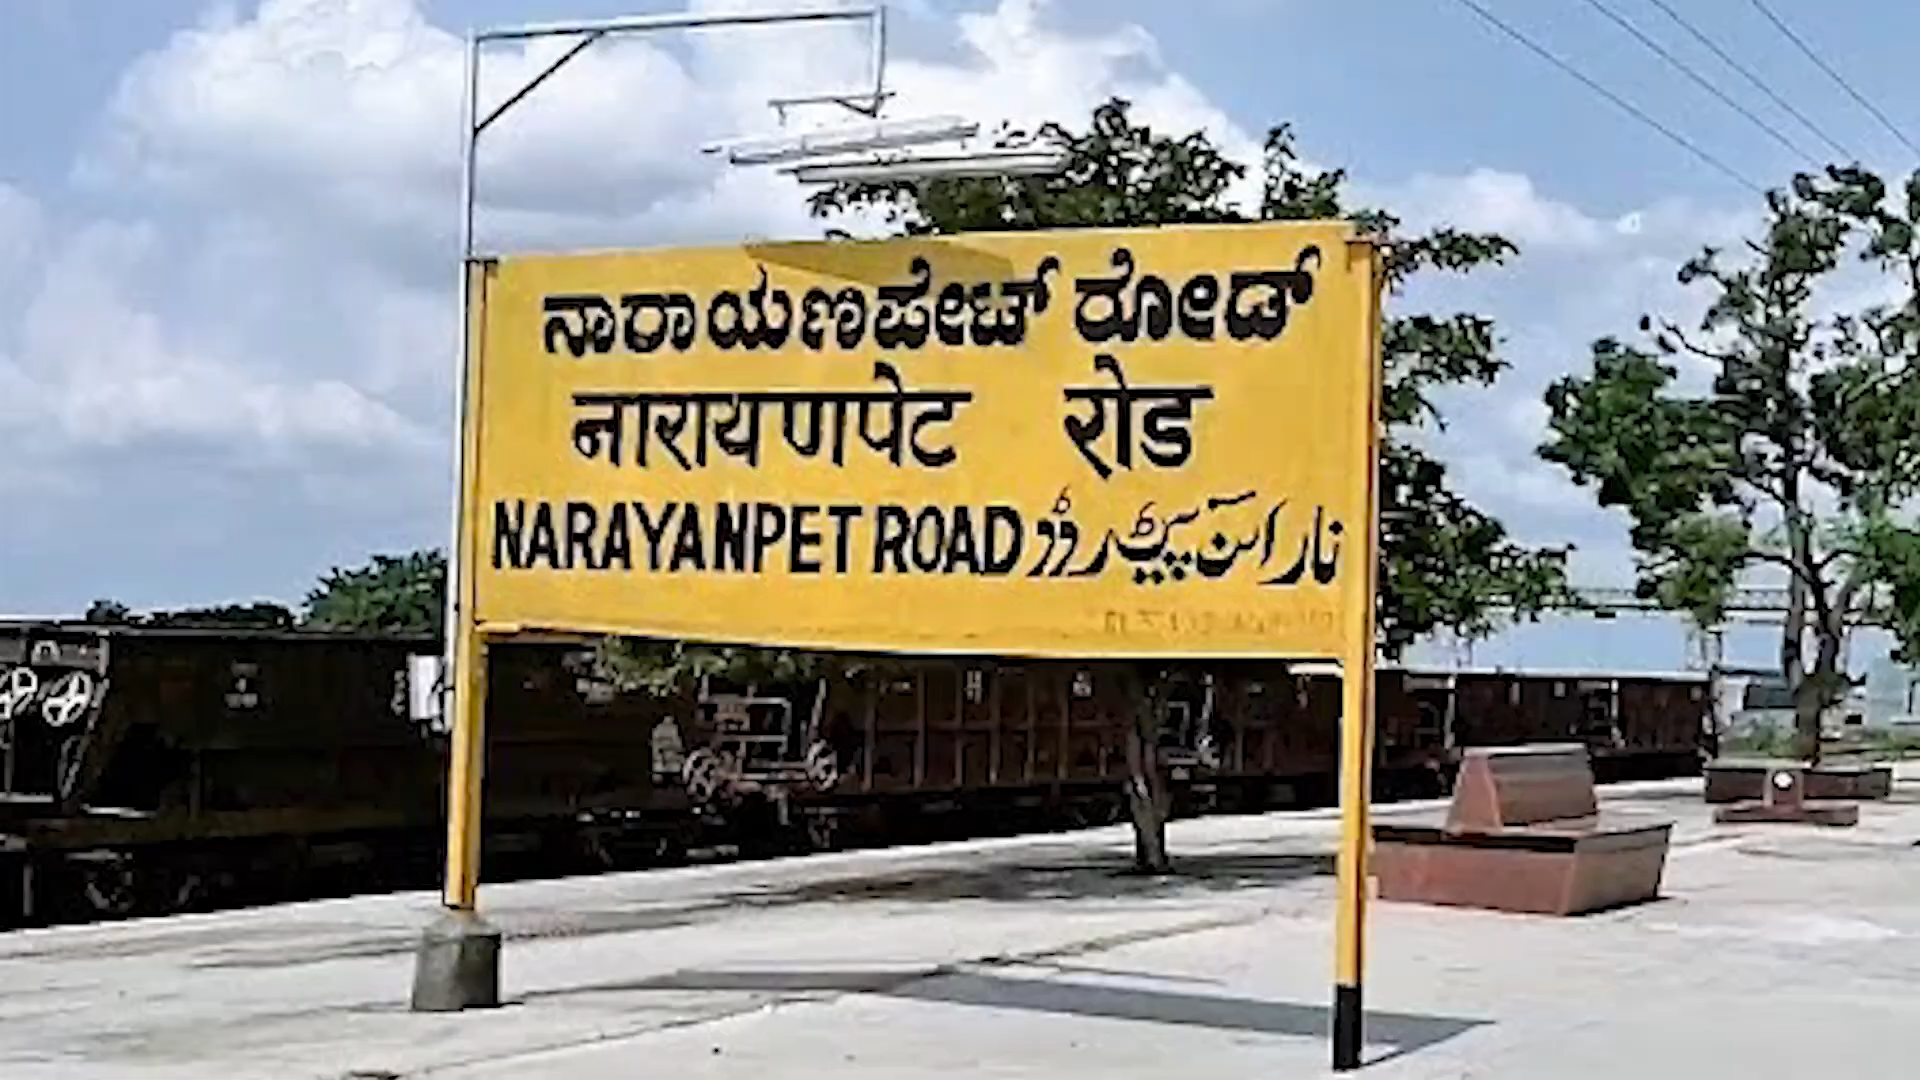 ನಾರಾಯಣಪೇಟ್ ರೋಡ್
नारायणपेट रोड
NARAYANPET ROAD نارائن پیٹ روڈ